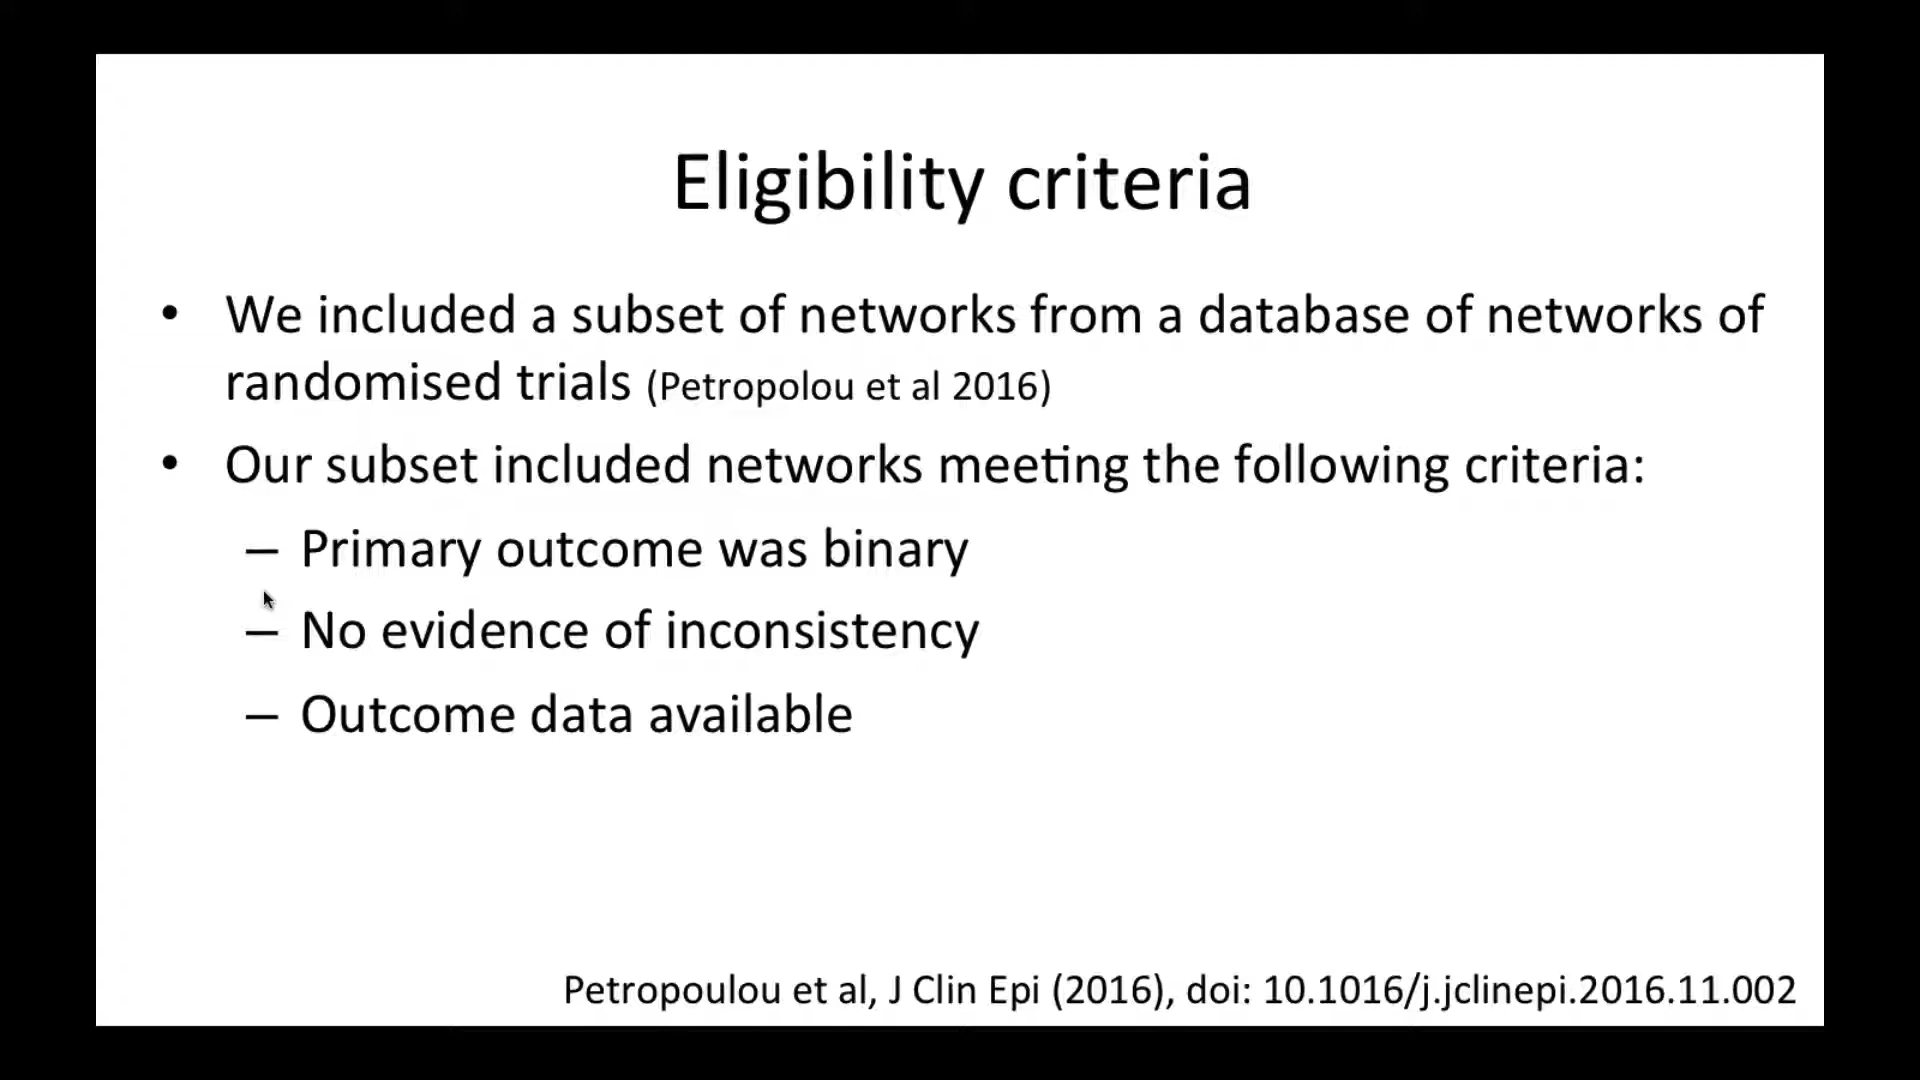 Eligibility criteria
• We included a subset of networks from a database of networks of
randomised trials (Petropolou et al 2016)
• Our subset included networks meeting the following criteria:
– Primary outcome was binary
– No evidence of inconsistency
– Outcome data available
Petropoulou et al, J Clin Epi (2016), doi: 10.1016/j.jclinepi.2016.11.002